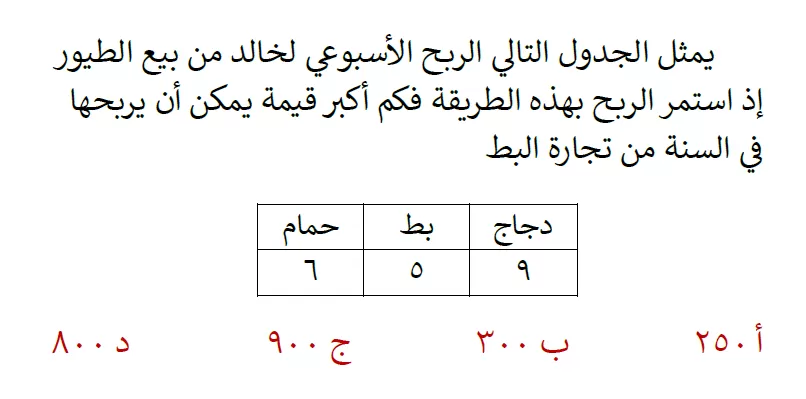 يمثل الجدول التالي الربح الأسبوعي لخالد من بيع الطيور
إذ استمر الربح بهذه الطريقة فكم أكبر قيمة يمكن أن يربحها
في السنة من تجارة البط
دجاج بط حمام
٩ ٥ ٦
أ ٢٥٠ ب ٣٠٠ ج ٩٠٠ د ٨٠٠